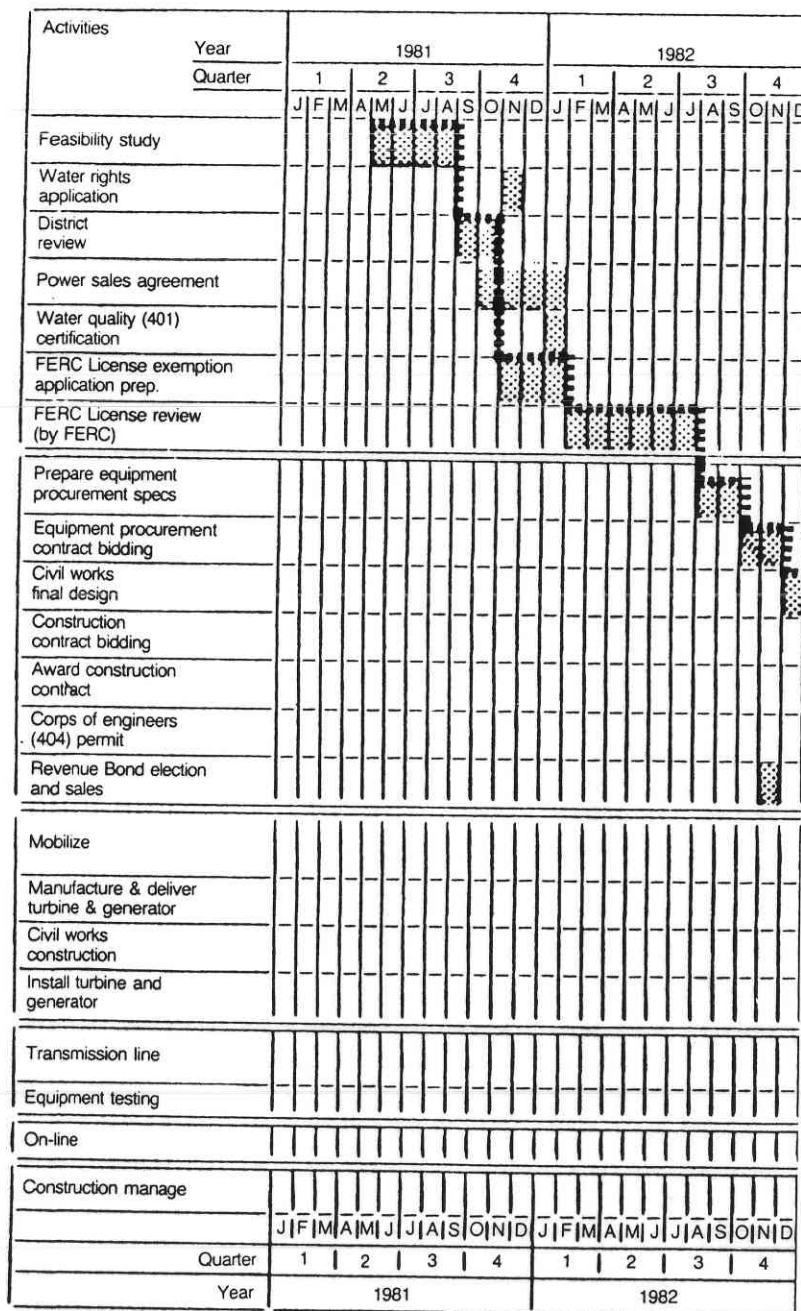 Activities
Year 1981 1982
Quarter 1 2 3 4 1 2 3 4
J F M A M J J A S O N D J F M A M J J A S O N D
Feasibility study
Water rights
application
District
review
Power sales agreement
Water quality (401)
certification
FERC License exemption
application prep.
FERC License review
(by FERC)
Prepare equipment
procurement specs
Equipment procurement
contract bidding
Civil works
final design
Construction
contract bidding
Award construction
contract
Corps of engineers
(404) permit
Revenue Bond election
and sales
Mobilize
Manufacture & deliver
turbine & generator
Civil works
construction
Install turbine and
generator
Transmission line
Equipment testing
On-line
Construction manage
J F M A M J J A S O N D J F M A M J J A S O N D
Quarter 1 2 3 4 1 2 3 4
Year 1981 1982